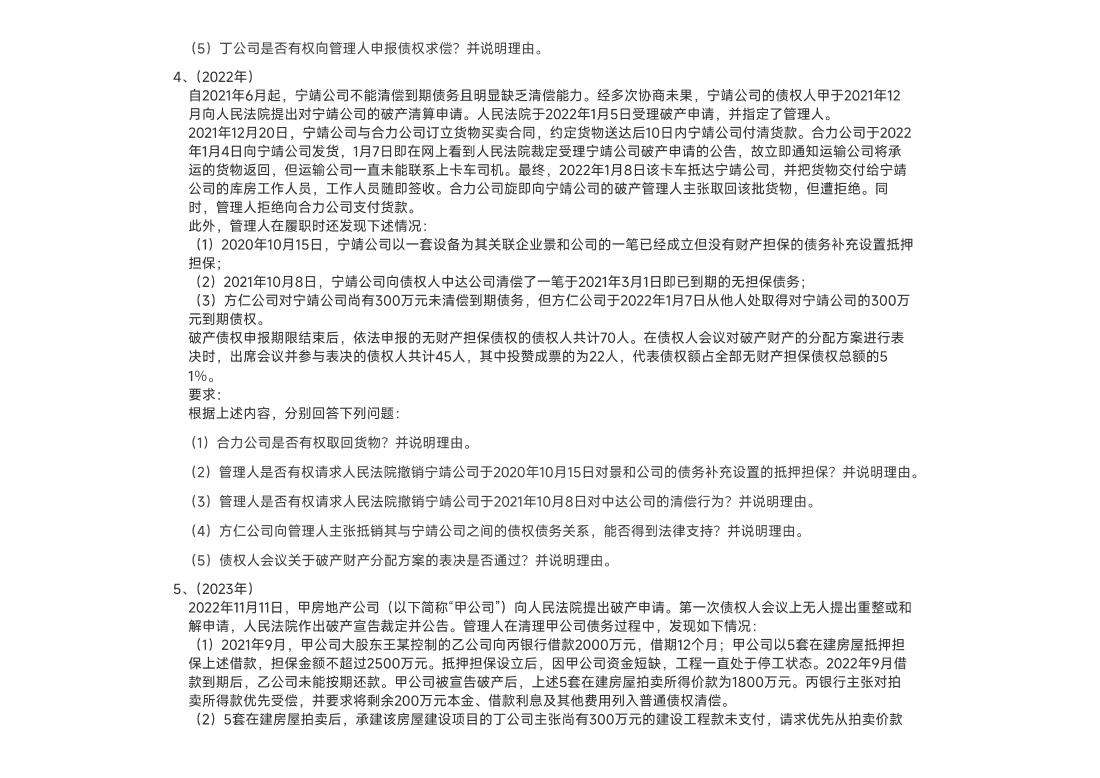 （5）丁公司是否有权向管理人申报债权求偿？并说明理由。
4、（2022年）
自2021年6月起，宁靖公司不能清偿到期债务且明显缺乏清偿能力。经多次协商未果，宁靖公司的债权人甲于2021年12
月向人民法院提出对宁靖公司的破产清算申请。人民法院于2022年1月5日受理破产申请，并指定了管理人。
2021年12月20日，宁靖公司与合力公司订立货物买卖合同，约定货物送达后10日内宁靖公司付清货款。合力公司于2022
年1月4日向宁靖公司发货，1月7日即在网上看到人民法院裁定受理宁靖公司破产申请的公告，故立即通知运输公司将承
运的货物返回，但运输公司一直未能联系上卡车司机。最终，2022年1月8日该卡车抵达宁靖公司，并把货物交付给宁靖
公司的库房工作人员，工作人员随即签收。合力公司旋即向宁靖公司的破产管理人主张取回该批货物，但遭拒绝。同
时，管理人拒绝向合力公司支付货款。
此外，管理人在履职时还发现下述情况：
（1）2020年10月15日，宁靖公司以一套设备为其关联企业景和公司的一笔已经成立但没有财产担保的债务补充设置抵押
担保；
（2）2021年10月8日，宁靖公司向债权人中达公司清偿了一笔于2021年3月1日即已到期的无担保债务；
（3）方仁公司对宁靖公司尚有300万元未清偿到期债务，但方仁公司于2022年1月7日从他人处取得对宁靖公司的300万
元到期债权。
破产债权申报期限结束后，依法申报的无财产担保债权的债权人共计70人。在债权人会议对破产财产的分配方案进行表
决时，出席会议并参与表决的债权人共计45人，其中投赞成票的为22人，代表债权额占全部无财产担保债权总额的5
1%。
要求：
根据上述内容，分别回答下列问题：
（1）合力公司是否有权取回货物？并说明理由。
（2）管理人是否有权请求人民法院撤销宁靖公司于2020年10月15日对景和公司的债务补充设置的抵押担保？并说明理由。
（3）管理人是否有权请求人民法院撤销宁靖公司于2021年10月8日对中达公司的清偿行为？并说明理由。
（4）方仁公司向管理人主张抵销其与宁靖公司之间的债权债务关系，能否得到法律支持？并说明理由。
（5）债权人会议关于破产财产分配方案的表决是否通过？并说明理由。
5、（2023年）
2022年11月11日，甲房地产公司（以下简称“甲公司”）向人民法院提出破产申请。第一次债权人会议上无人提出重整或和
解申请，人民法院作出破产宣告裁定并公告。管理人在清理甲公司债务过程中，发现如下情况：
（1）2021年9月，甲公司大股东王某控制的乙公司向丙银行借款2000万元，借期12个月；甲公司以5套在建房屋抵押担
保上述借款，担保金额不超过2500万元。抵押担保设立后，因甲公司资金短缺，工程一直处于停工状态。2022年9月借
款到期后，乙公司未能按期还款。甲公司被宣告破产后，上述5套在建房屋拍卖所得价款为1800万元。丙银行主张对拍
卖所得款优先受偿，并要求将剩余200万元本金、借款利息及其他费用列入普通债权清偿。
（2）5套在建房屋拍卖后，承建该房屋建设项目的丁公司主张尚有300万元的建设工程款未支付，请求优先从拍卖价款